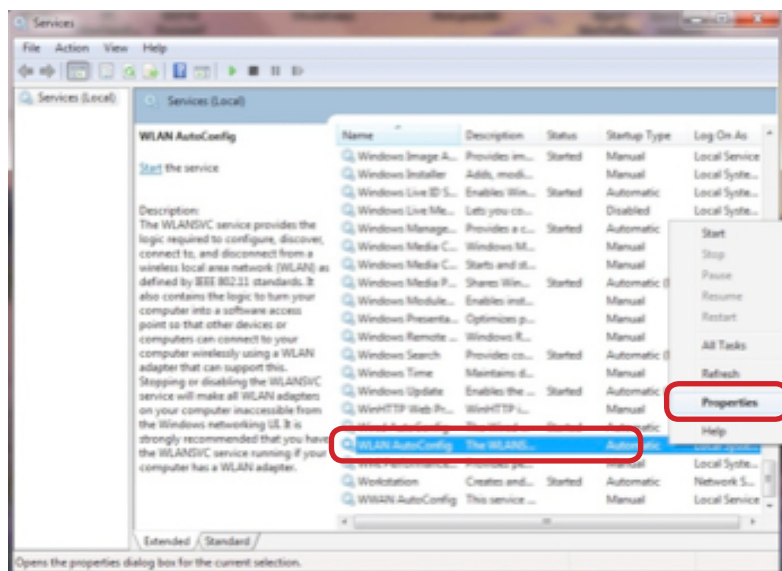 Services
File Action View Help
Services (Local)
Services (Local)
WLAN AutoConfig
Start the service
Description:
The WLANSVC service provides the
logic required to configure, discover,
connect to, and disconnect from a
wireless local area network (WLAN) as
defined by IEEE 802.11 standards. It
also contains the logic to turn your
computer into a software access
point so that other devices or
computers can connect to your
computer wirelessly using a WLAN
adapter that can support this.
Stopping or disabling the WLANSVC
service will make all WLAN adapters
on your computer inaccessible from
the Windows networking UI. It is
strongly recommended that you have
the WLANSVC service running if your
computer has a WLAN adapter.
Name Description Status Startup Type Log On As
Windows Image A... Provides im... Started Manual Local Service
Windows Installer Adds, modi... Manual Local Syste...
Windows Live ID S... Enables Win... Started Automatic Local Syste...
Windows Live Me... Lets you co... Disabled Local Syste...
Windows Manage... Provides a c... Started Automatic
Windows Media C... Windows M... Manual
Windows Media C... Starts and st... Manual
Windows Media P... Shares Win... Started Automatic (
Windows Module... Enables inst... Manual
Windows Presenta... Optimizes p... Manual
Windows Remote ... Windows R... Manual
Windows Search Provides co... Started Automatic (
Windows Time Maintains d... Manual
Windows Update Enables the ... Started Automatic (
WinHTTP Web Pr... WinHTTP i... Manual
WLAN AutoConfig The WLANS... Automatic
Local Syste...
Workstation Creates and... Started Automatic Network S...
WWAN AutoConfig This service ... Manual Local Service
Start
Stop
Pause
Resume
Restart
All Tasks
Refresh
Properties
Help
Extended Standard
Opens the properties dialog box for the current selection.